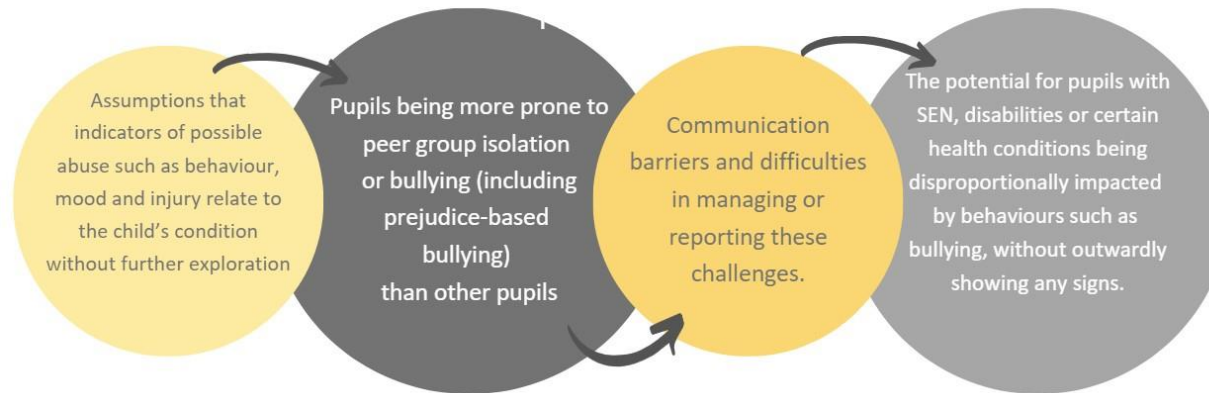 Assumptions that
indicators of possible
abuse such as behaviour,
mood and injury relate to
the child's condition
without further exploration
Pupils being more prone to
peer group isolation
or bullying (including
prejudice-based
bullying)
than other pupils
Communication
barriers and difficulties
in managing or
reporting these
challenges.
The potential for pupils with
SEN, disabilities or certain
health conditions being
disproportionally impacted
by behaviours such as
bullying, without outwardly
showing any signs.